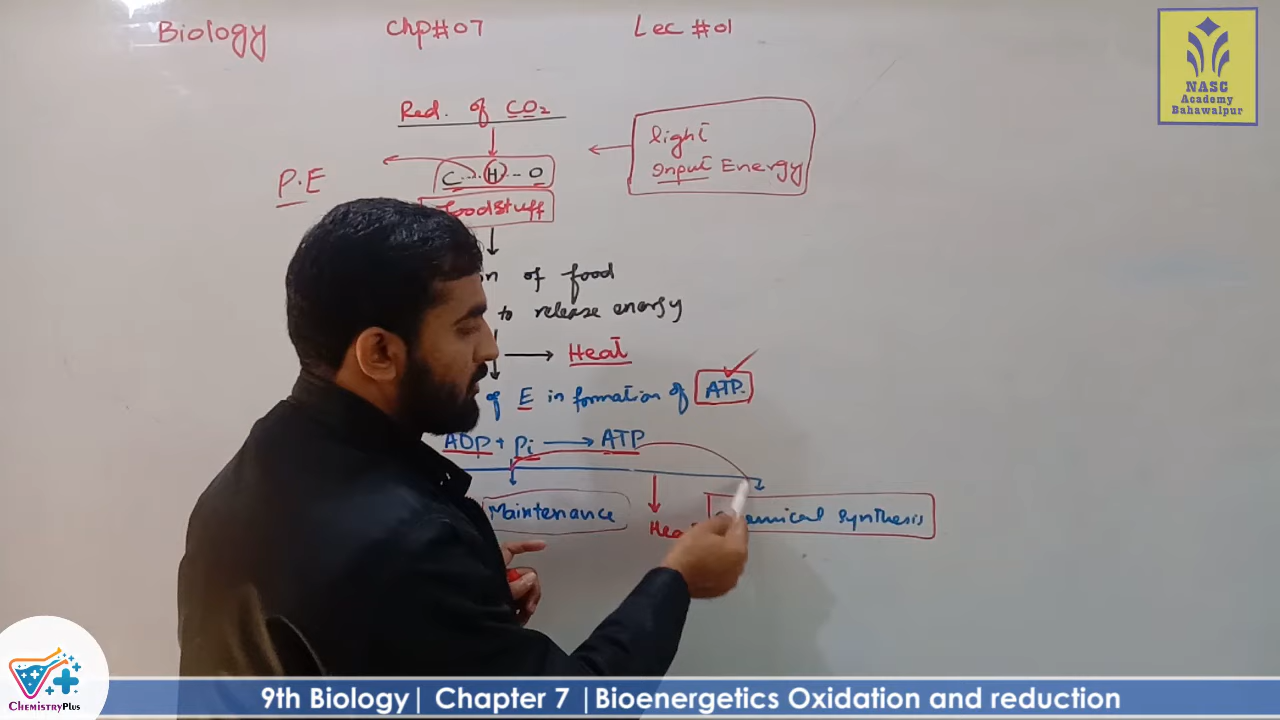 Biology Chp#07 Lec #01
NASC
Academy
Bahawalpur
Red. of CO₂
light
Input Energy
P.E
C...H--O
foodstuff
of food
to release energy
Heat
of E in formation of ATP
ADP + Pi → ATP
Maintenance
synthesis
ChemistryPlus
9th Biology| Chapter 7 |Bioenergetics Oxidation and reduction